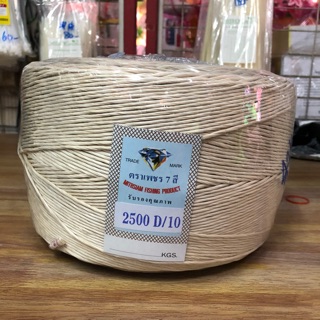 TRADE MARK
ตราเพชร 7 สี
ARTISIAM FISHING PRODUCT
รับรองคุณภาพ
2500 D/10
KGS.